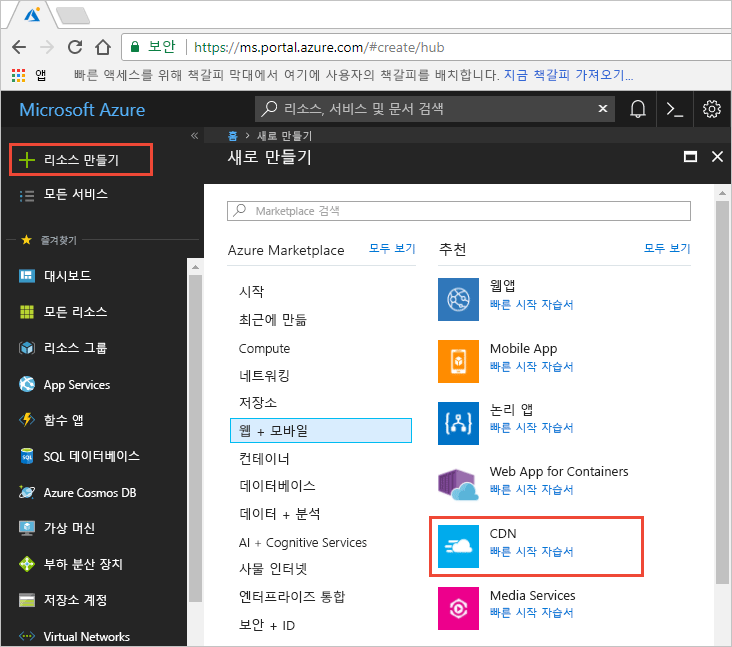 보안 https://ms.portal.azure.com/#create/hub
앱 빠른 액세스를 위해 책갈피 막대에서 여기에 사용자의 책갈피를 배치합니다. 지금 책갈피 가져오기...
Microsoft Azure
리소스, 서비스 및 문서 검색
홈 > 새로 만들기
새로 만들기
리소스 만들기
모든 서비스
즐겨찾기
대시보드
모든 리소스
리소스 그룹
App Services
함수 앱
SQL 데이터베이스
Azure Cosmos DB
가상 머신
부하 분산 장치
저장소 계정
Virtual Networks
Marketplace 검색
Azure Marketplace 모두 보기
시작
최근에 만듦
Compute
네트워킹
저장소
웹 + 모바일
컨테이너
데이터베이스
데이터 + 분석
AI + Cognitive Services
사물 인터넷
엔터프라이즈 통합
보안 + ID
추천 모두 보기
웹앱
빠른 시작 자습서
Mobile App
빠른 시작 자습서
논리 앱
빠른 시작 자습서
Web App for Containers
빠른 시작 자습서
CDN
빠른 시작 자습서
Media Services
빠른 시작 자습서